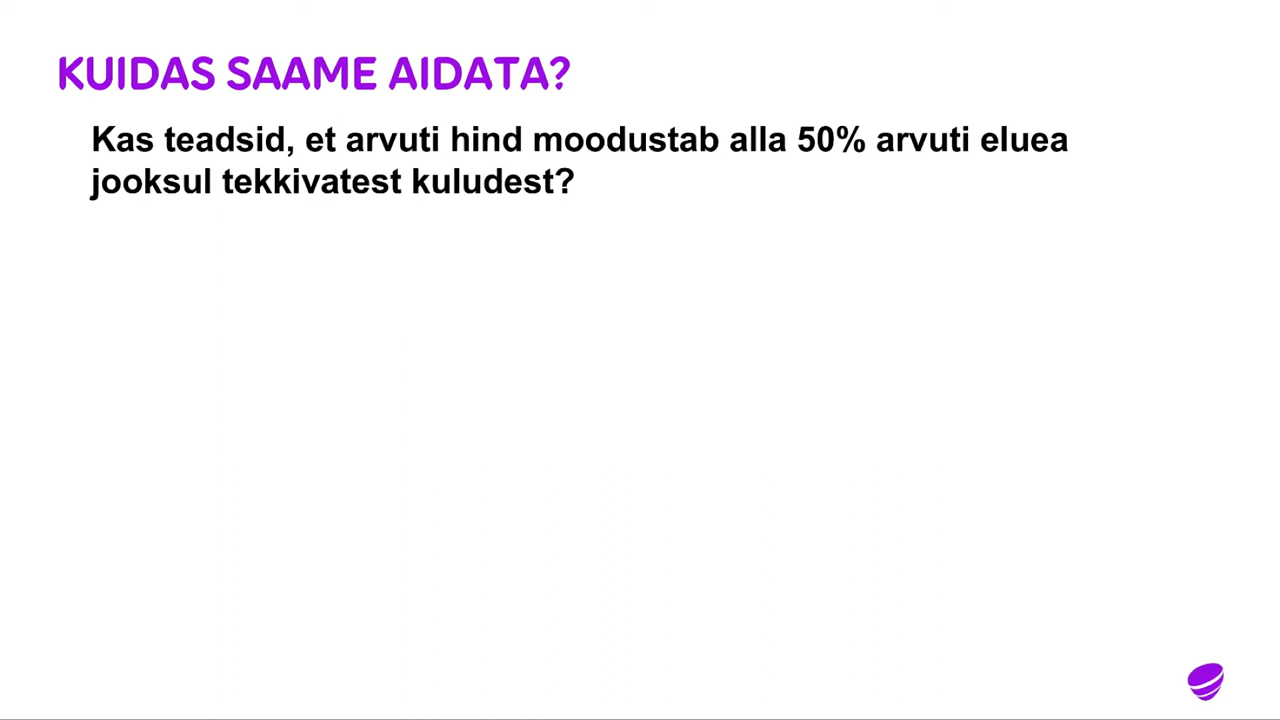 KUIDAS SAAME AIDATA?
Kas teadsid, et arvuti hind moodustab alla 50% arvuti eluea
jooksul tekkivatest kuludest?